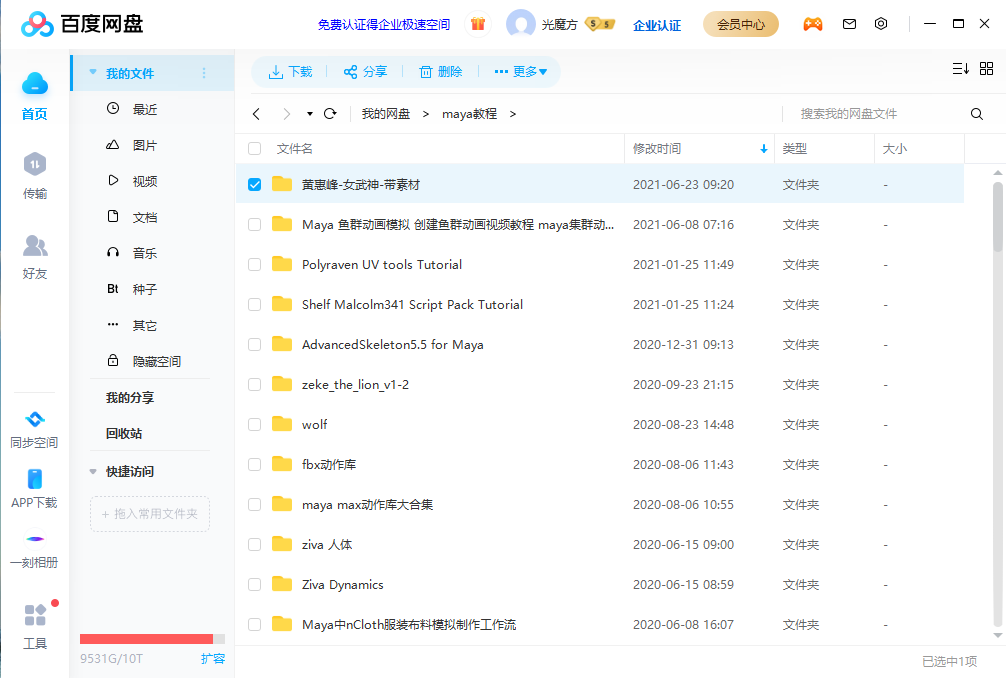 百度网盘
免费认证得企业极速空间
光魔方
S 5
企业认证
会员中心
首页
传输
好友
同步空间
APP下载
一刻相册
工具
我的文件
最近
图片
视频
文档
音乐
Bt 种子
其它
隐藏空间
我的分享
回收站
快捷访问
+ 拖入常用文件夹
9531G/10T 扩容
下载 分享 删除 更多
我的网盘 > maya教程 >
搜索我的网盘文件
文件名 修改时间 类型 大小
董惠峰-女武神-带素材 2021-06-23 09:20 文件夹 -
Maya 鱼群动画模拟 创建鱼群动画视频教程 maya集群动... 2021-06-08 07:16 文件夹 -
Polyraven UV tools Tutorial 2021-01-25 11:49 文件夹 -
Shelf Malcolm341 Script Pack Tutorial 2021-01-25 11:24 文件夹 -
AdvancedSkeleton5.5 for Maya 2020-12-31 09:13 文件夹 -
zeke_the_lion_v1-2 2020-09-23 21:15 文件夹 -
wolf 2020-08-23 14:48 文件夹 -
fbx动作库 2020-08-06 11:43 文件夹 -
maya max动作库大合集 2020-08-06 10:55 文件夹 -
ziva 人体 2020-06-15 09:00 文件夹 -
Ziva Dynamics 2020-06-15 08:59 文件夹 -
Maya中nCloth服装布料模拟制作工作流 2020-06-08 16:07 文件夹 -
已选中1项